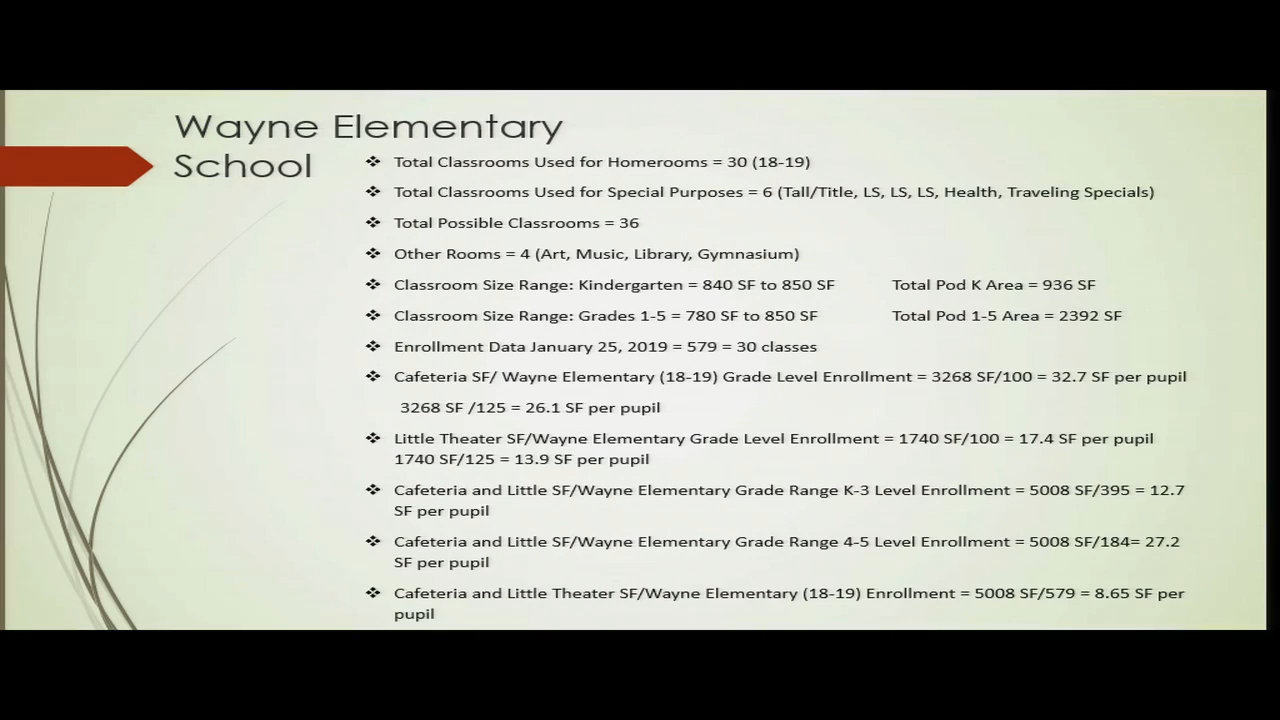 Wayne Elementary
School
❖ Total Classrooms Used for Homerooms = 30 (18-19)
❖ Total Classrooms Used for Special Purposes = 6 (Tall/Title, LS, LS, LS, Health, Traveling Specials)
❖ Total Possible Classrooms = 36
❖ Other Rooms = 4 (Art, Music, Library, Gymnasium)
❖ Classroom Size Range: Kindergarten = 840 SF to 850 SF Total Pod K Area = 936 SF
❖ Classroom Size Range: Grades 1-5 = 780 SF to 850 SF Total Pod 1-5 Area = 2392 SF
❖ Enrollment Data January 25, 2019 = 579 = 30 classes
❖ Cafeteria SF/ Wayne Elementary (18-19) Grade Level Enrollment = 3268 SF/100 = 32.7 SF per pupil
3268 SF /125 = 26.1 SF per pupil
❖ Little Theater SF/Wayne Elementary Grade Level Enrollment = 1740 SF/100 = 17.4 SF per pupil
1740 SF/125 = 13.9 SF per pupil
❖ Cafeteria and Little SF/Wayne Elementary Grade Range K-3 Level Enrollment = 5008 SF/395 = 12.7
SF per pupil
❖ Cafeteria and Little SF/Wayne Elementary Grade Range 4-5 Level Enrollment = 5008 SF/184= 27.2
SF per pupil
❖ Cafeteria and Little Theater SF/Wayne Elementary (18-19) Enrollment = 5008 SF/579 = 8.65 SF per
pupil